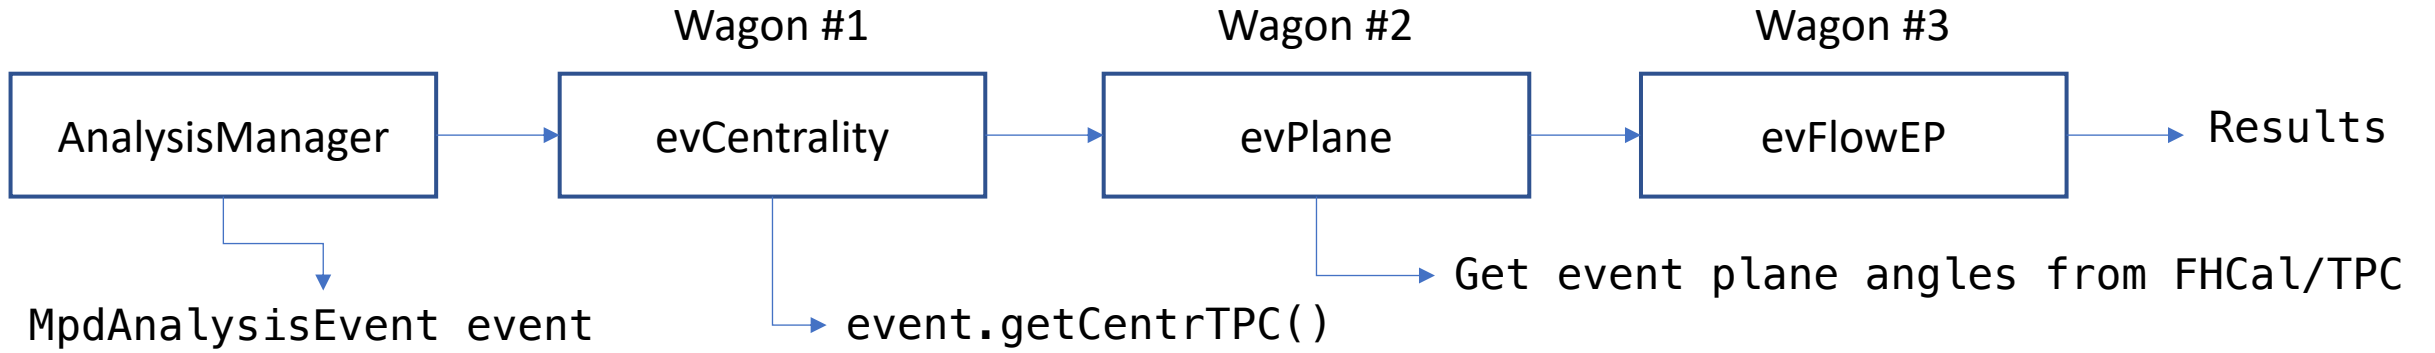 Wagon #1
Wagon #2
Wagon #3
AnalysisManager
evCentrality
evPlane
evFlowEP
Results
Get event plane angles from FHCal/TPC
MpdAnalysisEvent event
event.getCentrTPC()